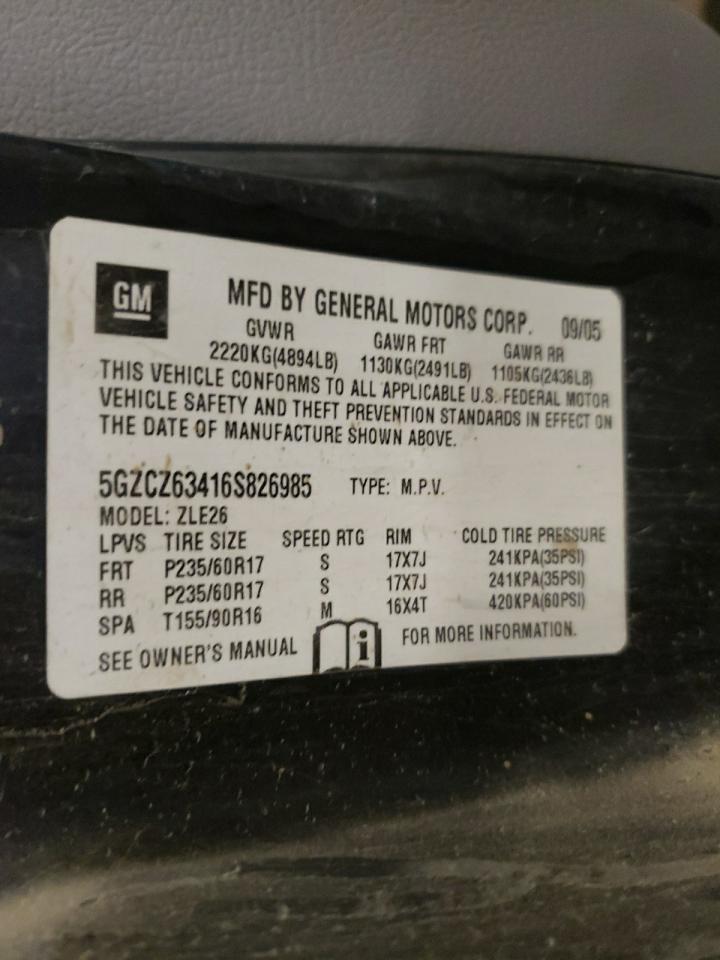 GM
MFD BY GENERAL MOTORS CORP. 09/05
GVWR GAWR FRT GAWR RR
2220KG(4894LB) 1130KG(2491LB) 1105KG(2436LB)
THIS VEHICLE CONFORMS TO ALL APPLICABLE U.S. FEDERAL MOTOR
VEHICLE SAFETY AND THEFT PREVENTION STANDARDS IN EFFECT ON
THE DATE OF MANUFACTURE SHOWN ABOVE.
5GZCZ63416S826985 TYPE: M.P.V.
MODEL: ZLE26
LPVS TIRE SIZE SPEED RTG RIM COLD TIRE PRESSURE
FRT P235/60R17 S 17X7J 241KPA(35PSI)
RR P235/60R17 S 17X7J 241KPA(35PSI)
SPA T155/90R16 M 16X4T 420KPA(60PSI)
SEE OWNER'S MANUAL i FOR MORE INFORMATION.